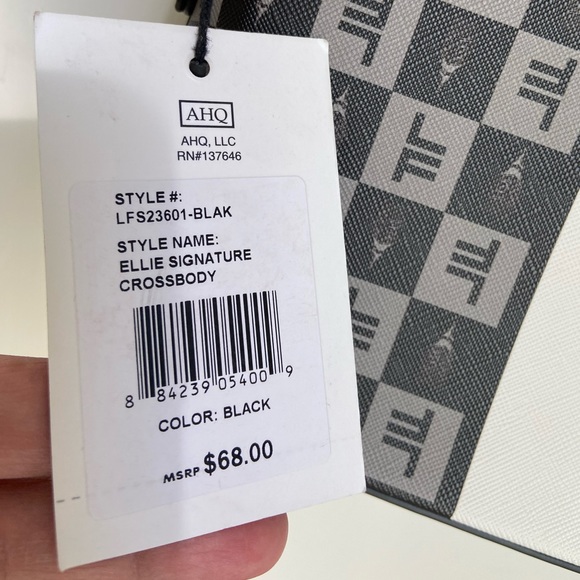 AHQ
AHQ, LLC
RN#137646
STYLE #:
LFS23601-BLAK
STYLE NAME:
ELLIE SIGNATURE
CROSSBODY
8 84239 05400 9
COLOR: BLACK
MSRP $68.00